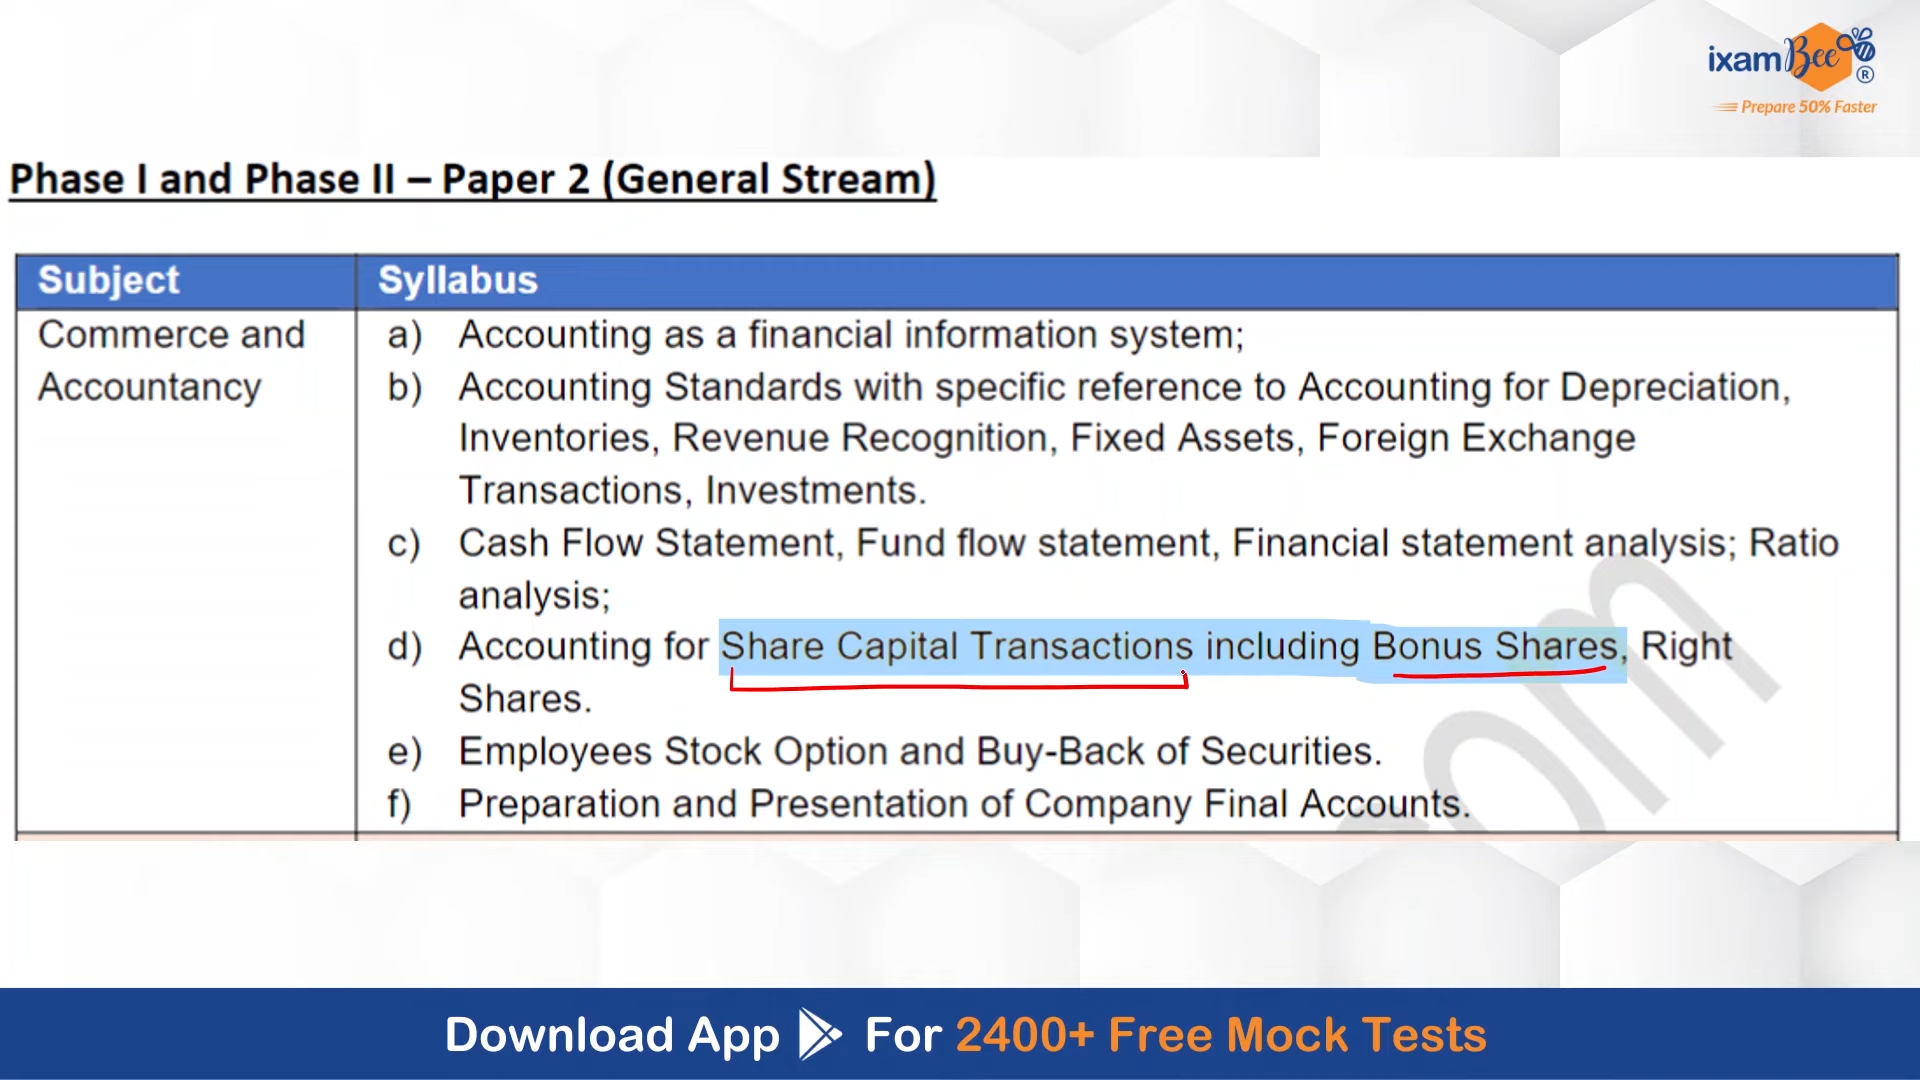 ixamBee®
Prepare 50% Faster
Phase I and Phase II – Paper 2 (General Stream)
Subject Syllabus
Commerce and
Accountancy
a) Accounting as a financial information system;
b) Accounting Standards with specific reference to Accounting for Depreciation,
Inventories, Revenue Recognition, Fixed Assets, Foreign Exchange
Transactions, Investments.
c) Cash Flow Statement, Fund flow statement, Financial statement analysis; Ratio
analysis;
d) Accounting for Share Capital Transactions including Bonus Shares, Right
Shares.
e) Employees Stock Option and Buy-Back of Securities.
f) Preparation and Presentation of Company Final Accounts.
om
Download App For 2400+ Free Mock Tests